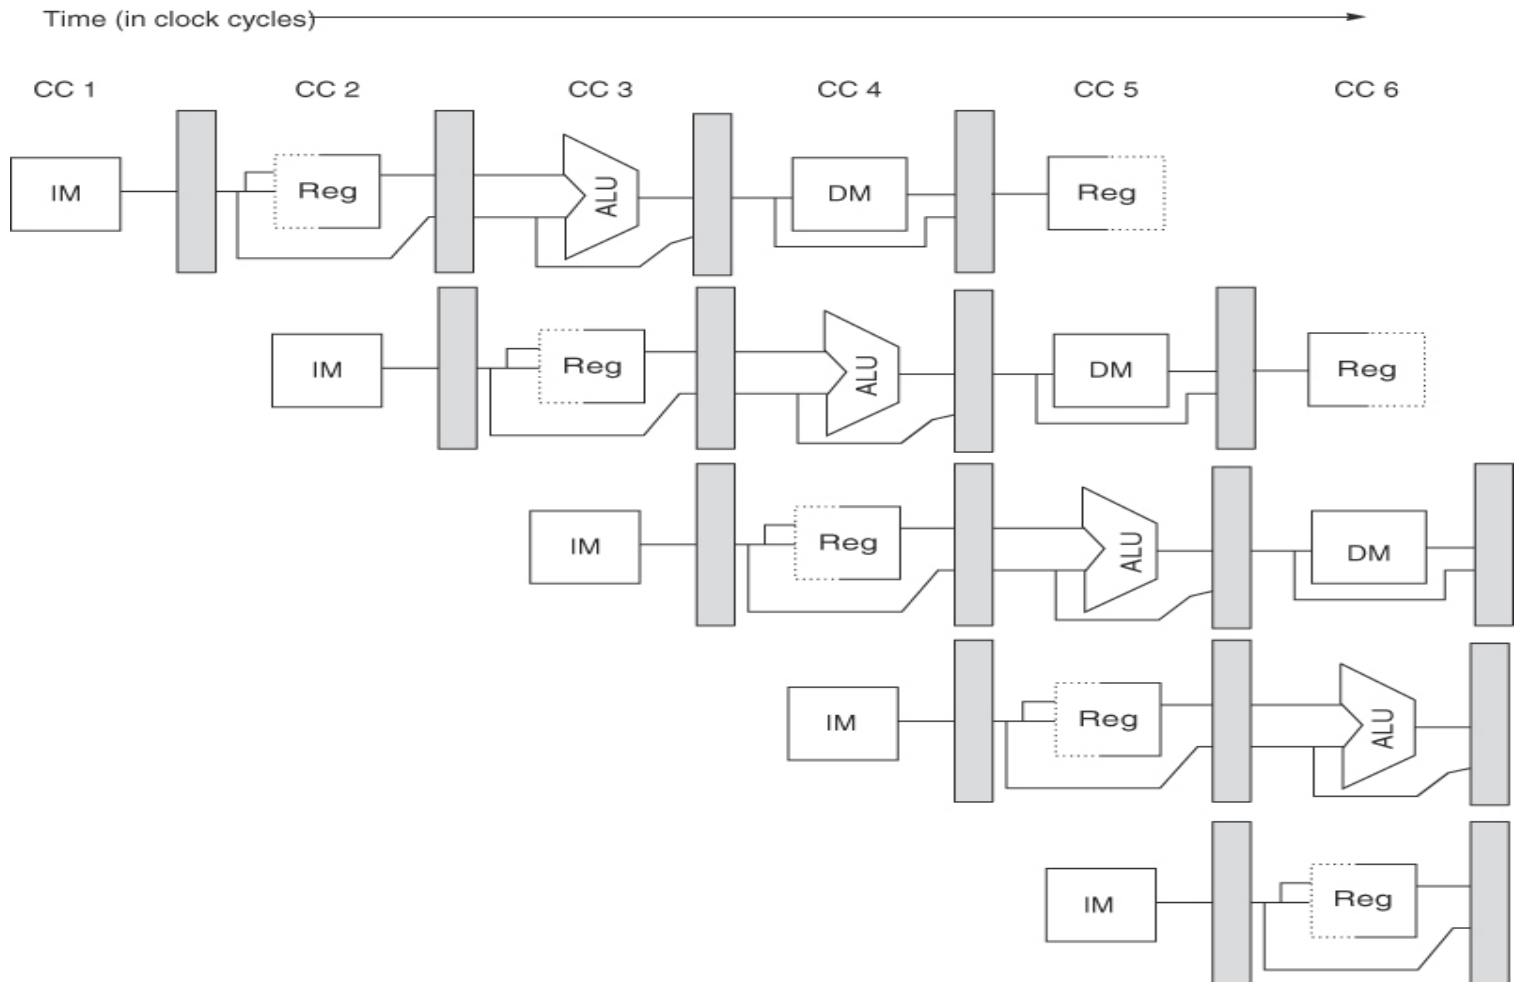 Time (in clock cycles)
CC 1 CC 2 CC 3 CC 4 CC 5 CC 6
IM Reg ALU DM Reg
IM Reg ALU DM Reg
IM Reg ALU DM
IM Reg ALU
IM Reg